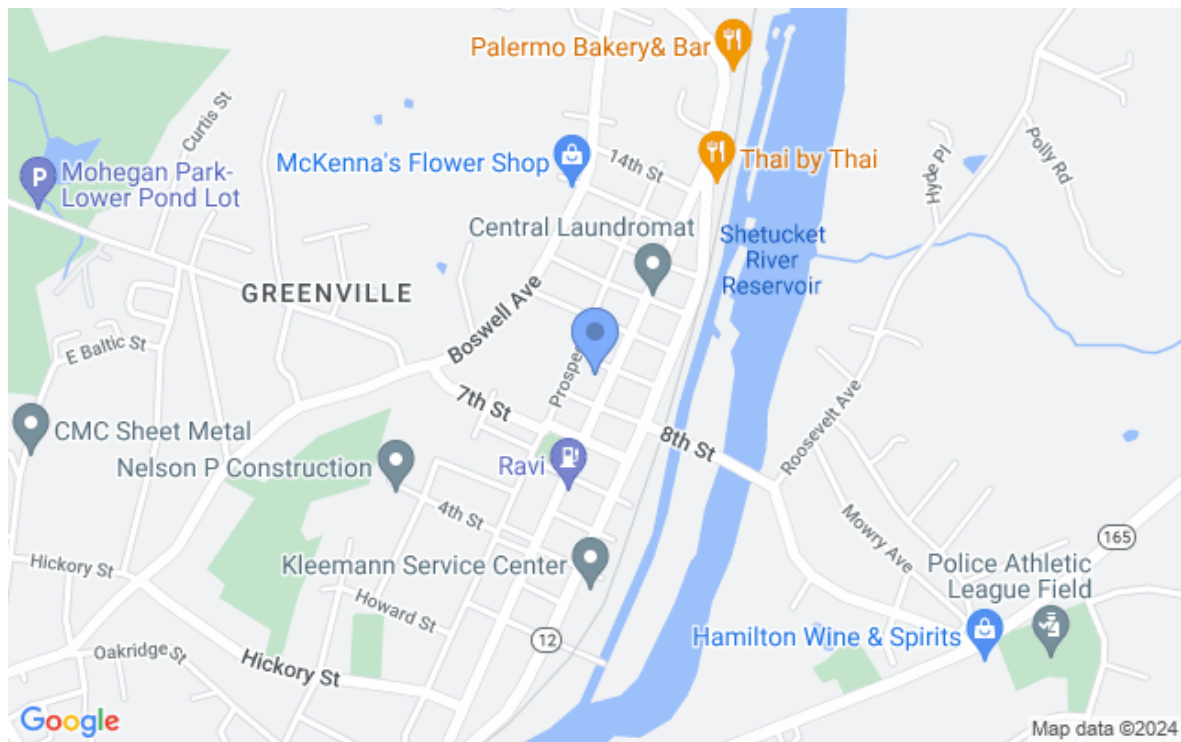 Palermo Bakery& Bar
Curtis St
McKenna's Flower Shop
14th St
Thai by Thai
Polly Rd
Hyde Pl
Mohegan Park-
Lower Pond Lot
Central Laundromat
Shetucket
River
Reservoir
GREENVILLE
Boswell Ave
E Baltic St
Prospe
7th St
CMC Sheet Metal
8th St
Roosevelt Ave
Nelson P Construction
Ravi
4th St
Mowry Ave
165
Hickory St
Kleemann Service Center
Police Athletic
League Field
Howard St
12
Hamilton Wine & Spirits
Oakridge St
Hickory St
Google
Map data ©2024